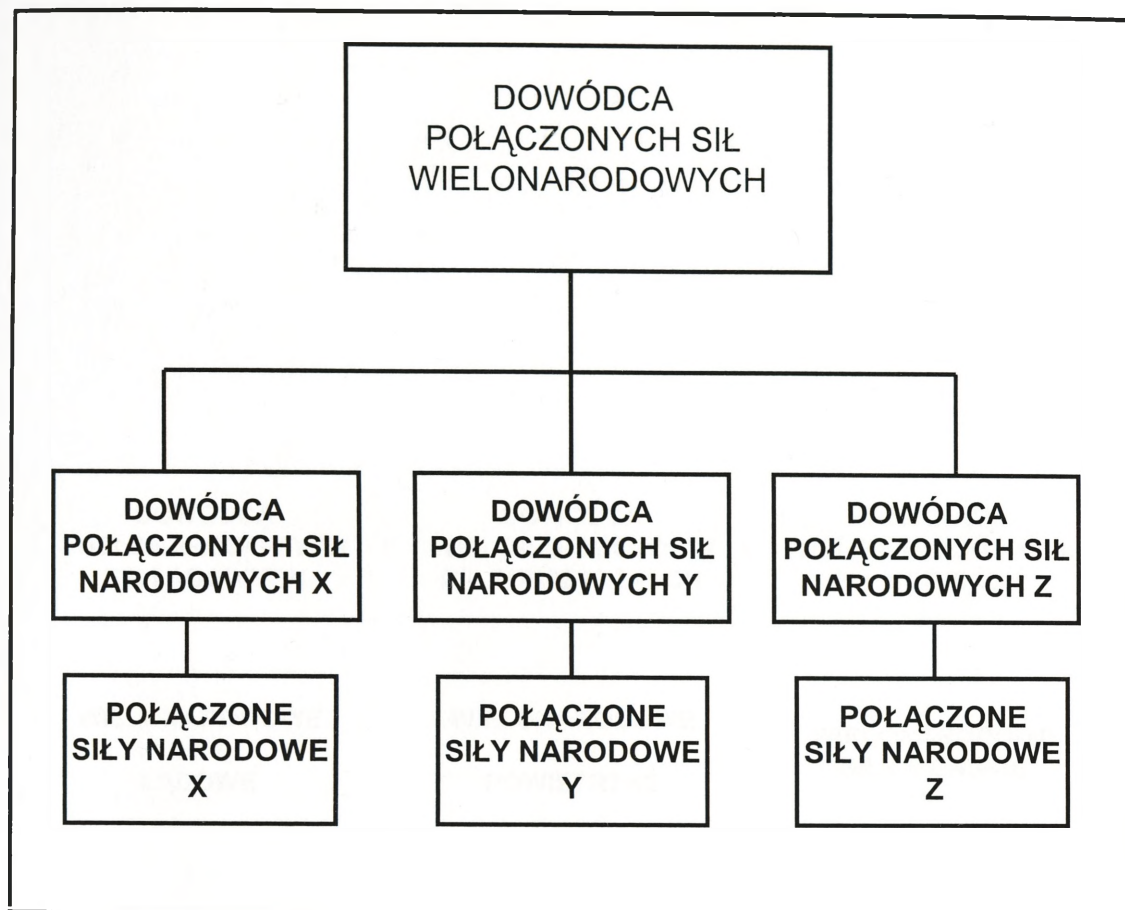 DOWÓDCA
POŁĄCZONYCH SIŁ
WIELONARODOWYCH
DOWÓDCA
POŁĄCZONYCH SIŁ
NARODOWYCH X
DOWÓDCA
POŁĄCZONYCH SIŁ
NARODOWYCH Y
DOWÓDCA
POŁĄCZONYCH SIŁ
NARODOWYCH Z
POŁĄCZONE
SIŁY NARODOWE
X
POŁĄCZONE
SIŁY NARODOWE
Y
POŁĄCZONE
SIŁY NARODOWE
Z